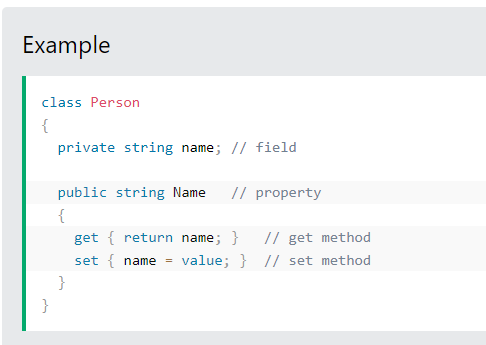 Example
class Person
{
private string name; // field
public string Name // property
{
get { return name; } // get method
set { name = value; } // set method
}
}